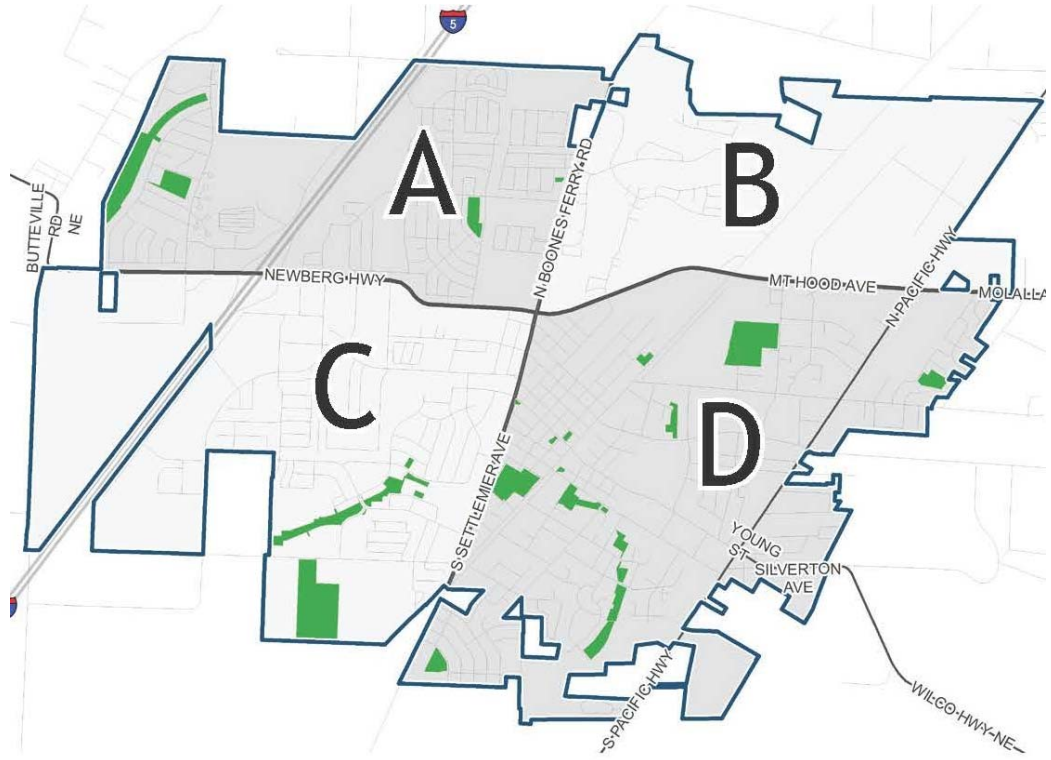 5
A
B
N BOONES FERRY RD
BUTTEVILLE
RD
NE
NEWBERG HWY
MT HOOD AVE
N PACIFIC HWY
MOLALLA
C
D
S SETTLEMIER AVE
YOUNG
ST
SILVERTON
AVE
S PACIFIC HWY
WILCO HWY NE